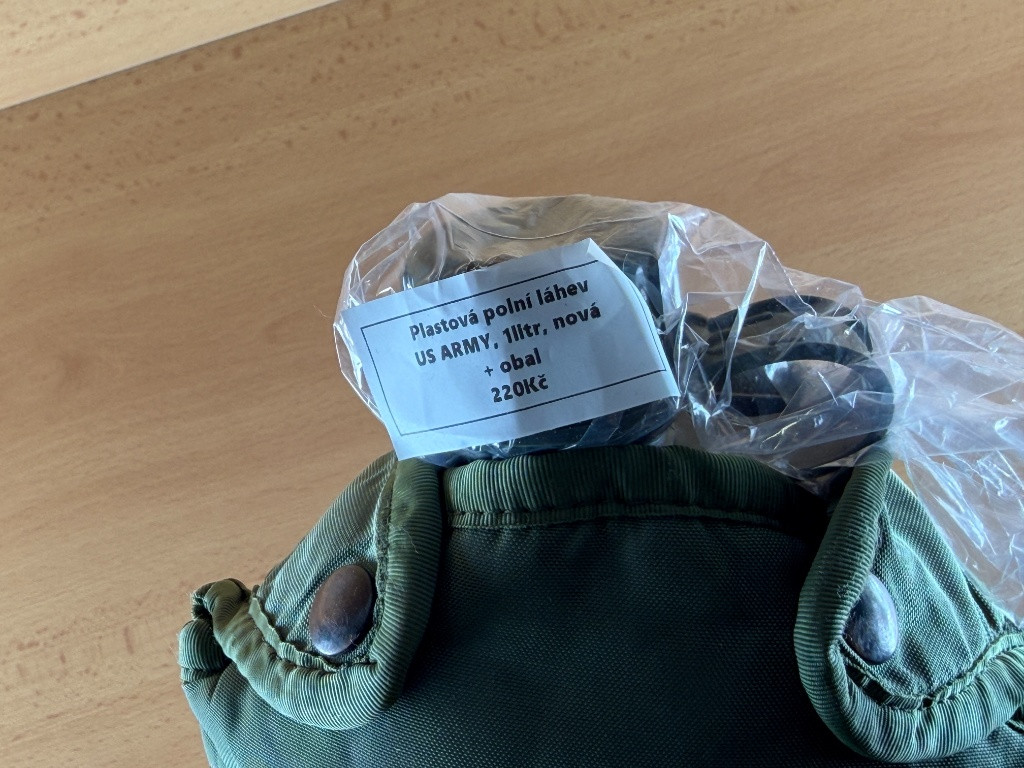 Plastová polní láhev
US ARMY, 1litr, nová
+ obal
220Kč